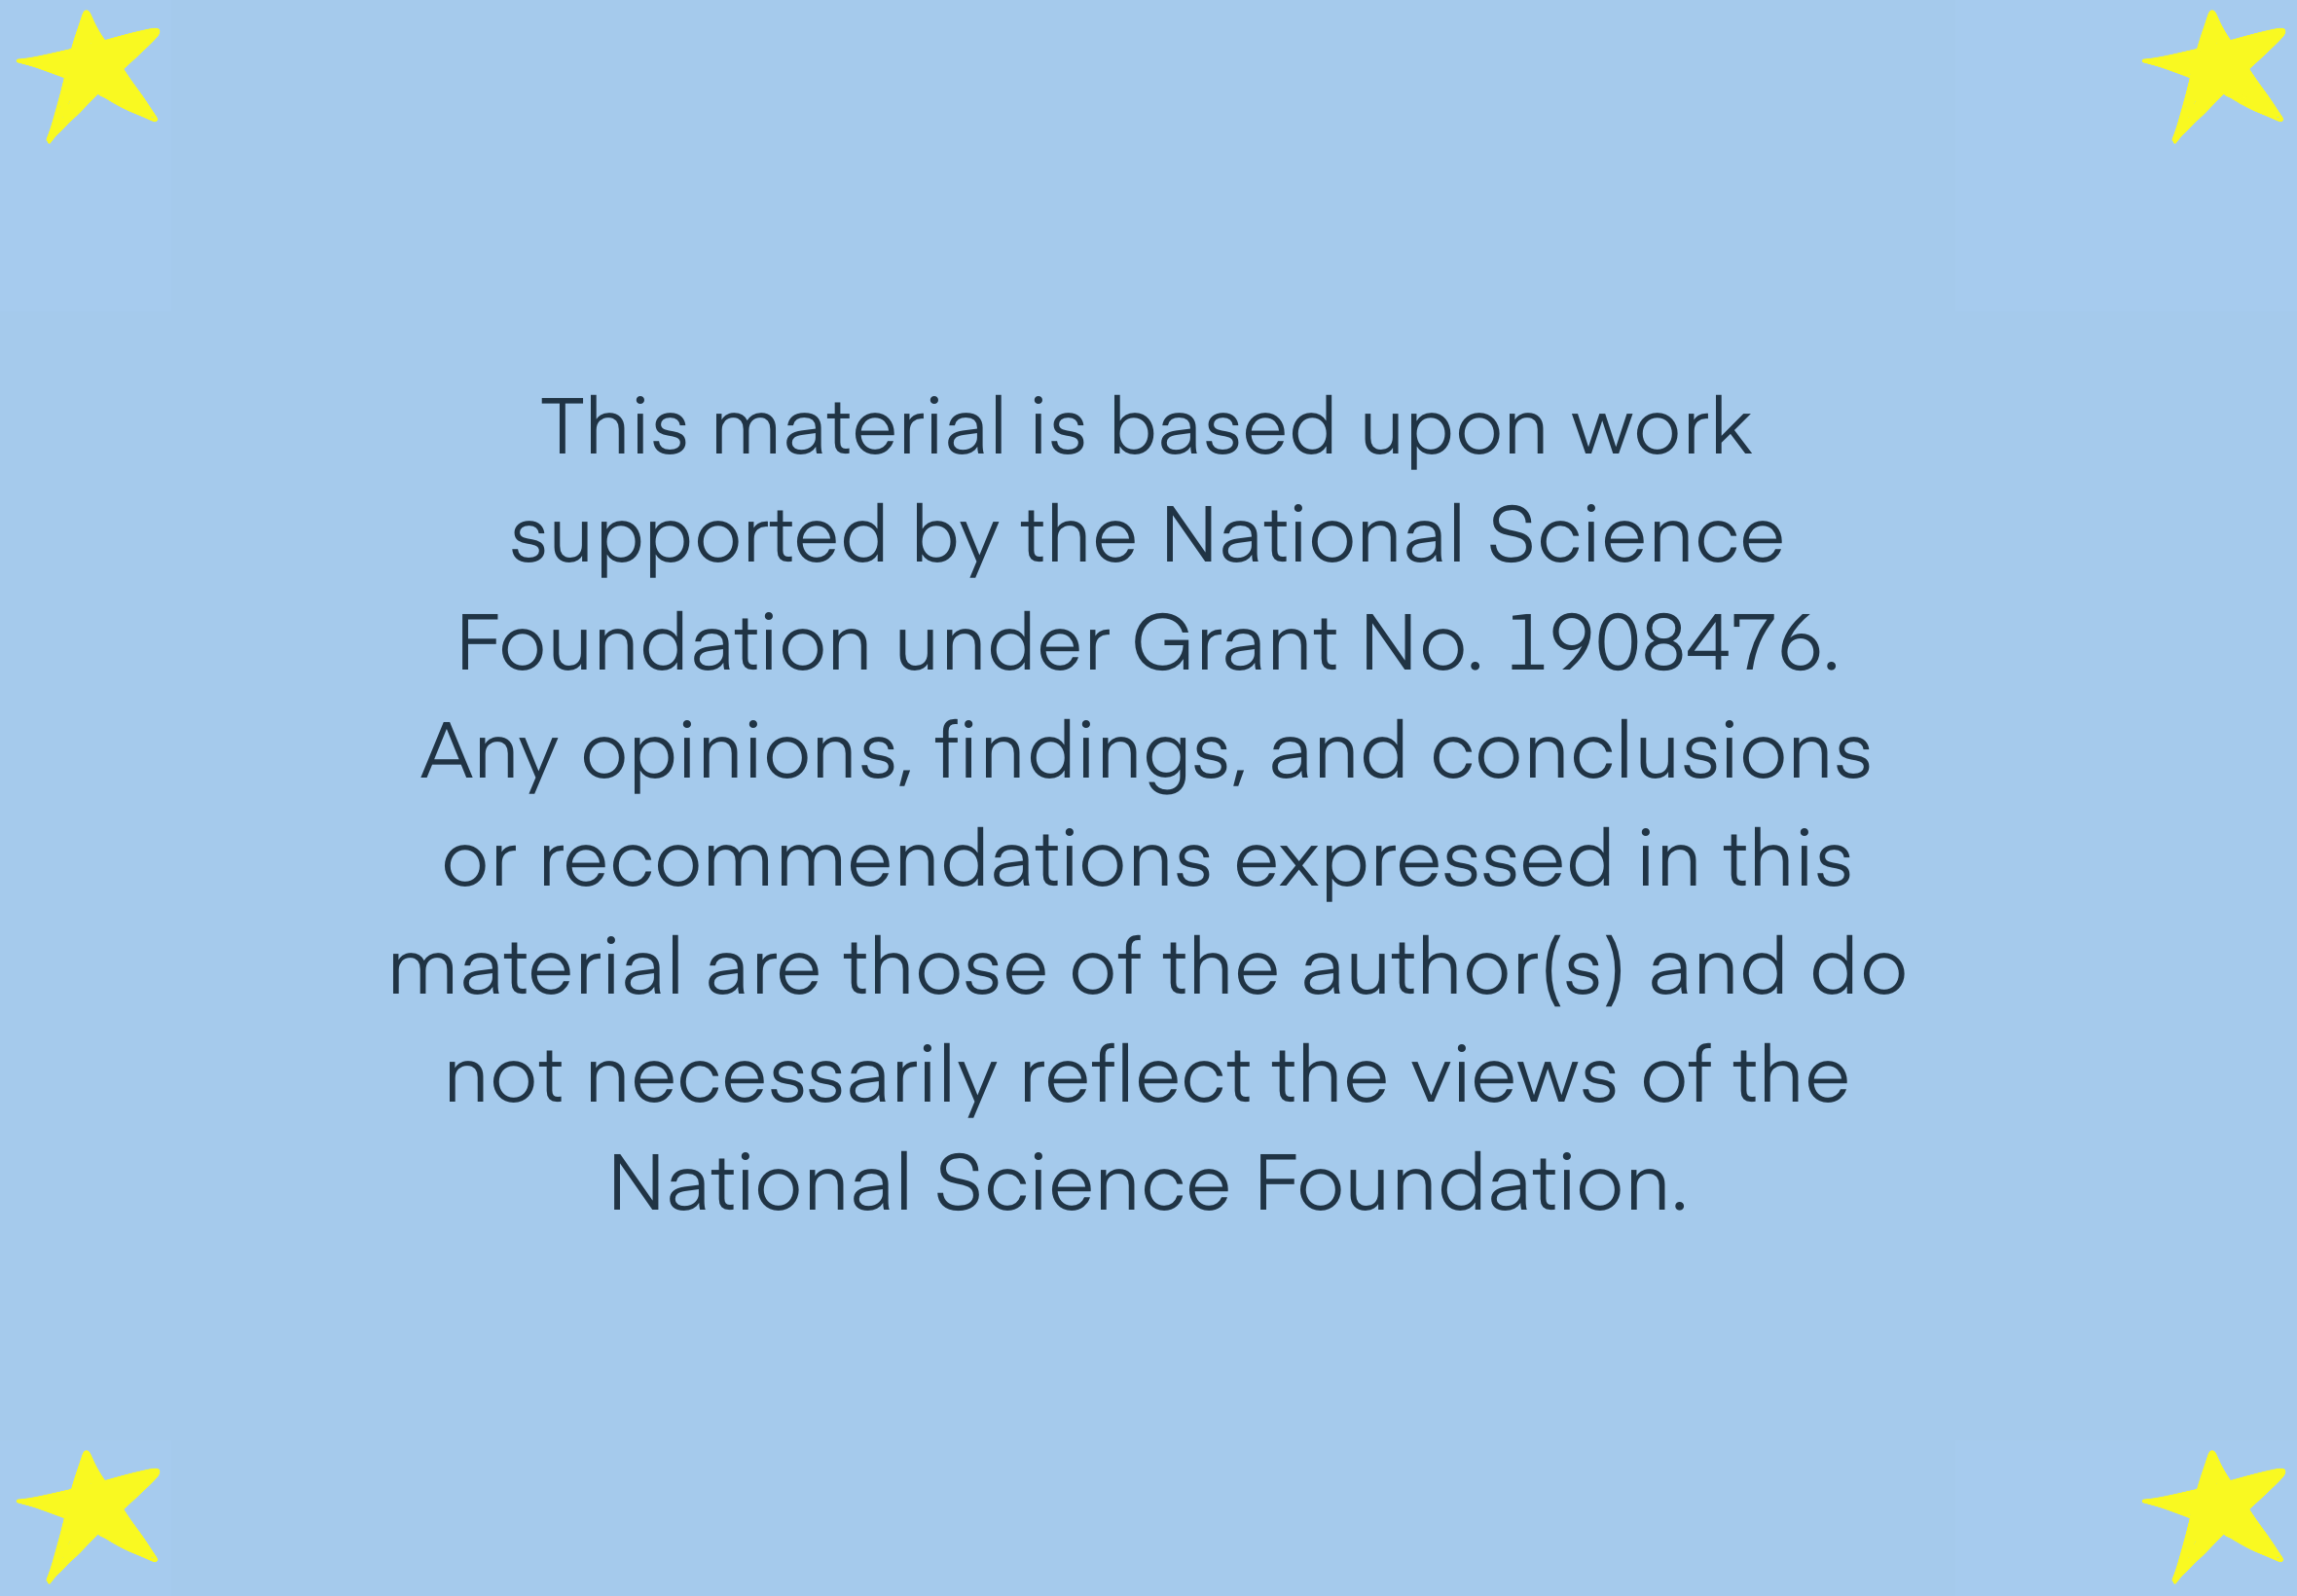 This material is based upon work
supported by the National Science
Foundation under Grant No. 1908476.
Any opinions, findings, and conclusions
or recommendations expressed in this
material are those of the author(s) and do
not necessarily reflect the views of the
National Science Foundation.